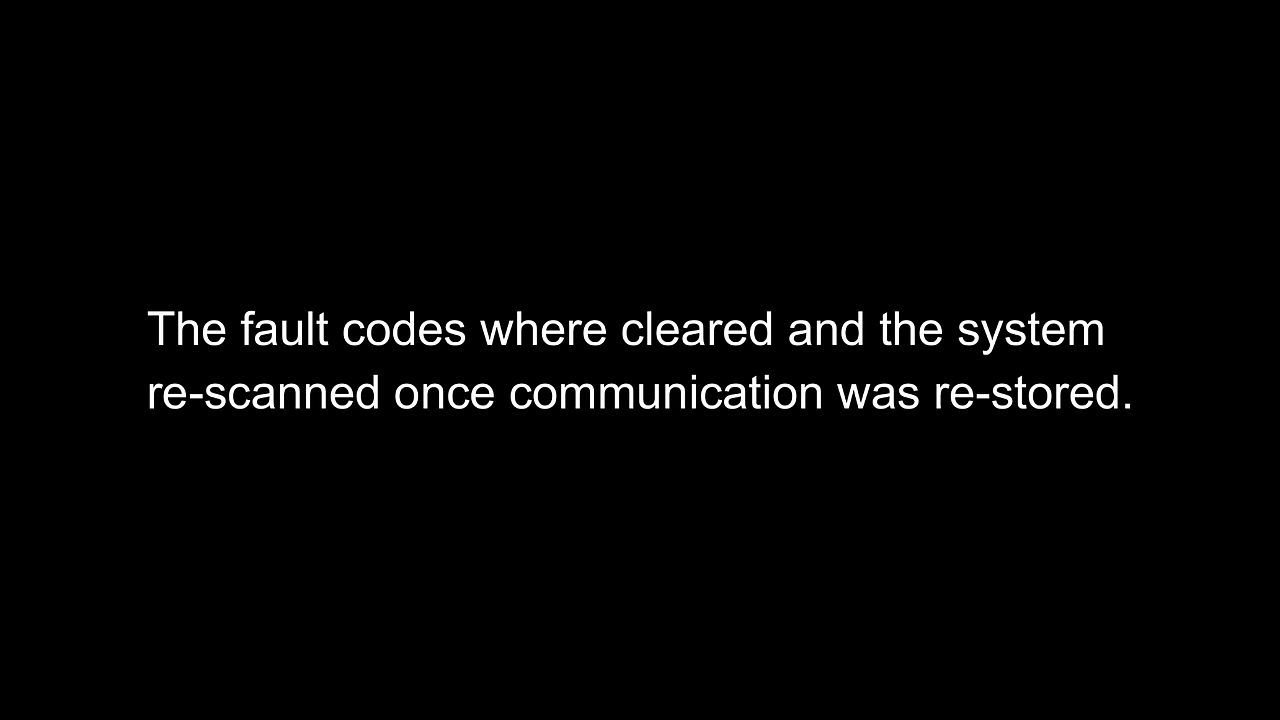 The fault codes where cleared and the system
re-scanned once communication was re-stored.